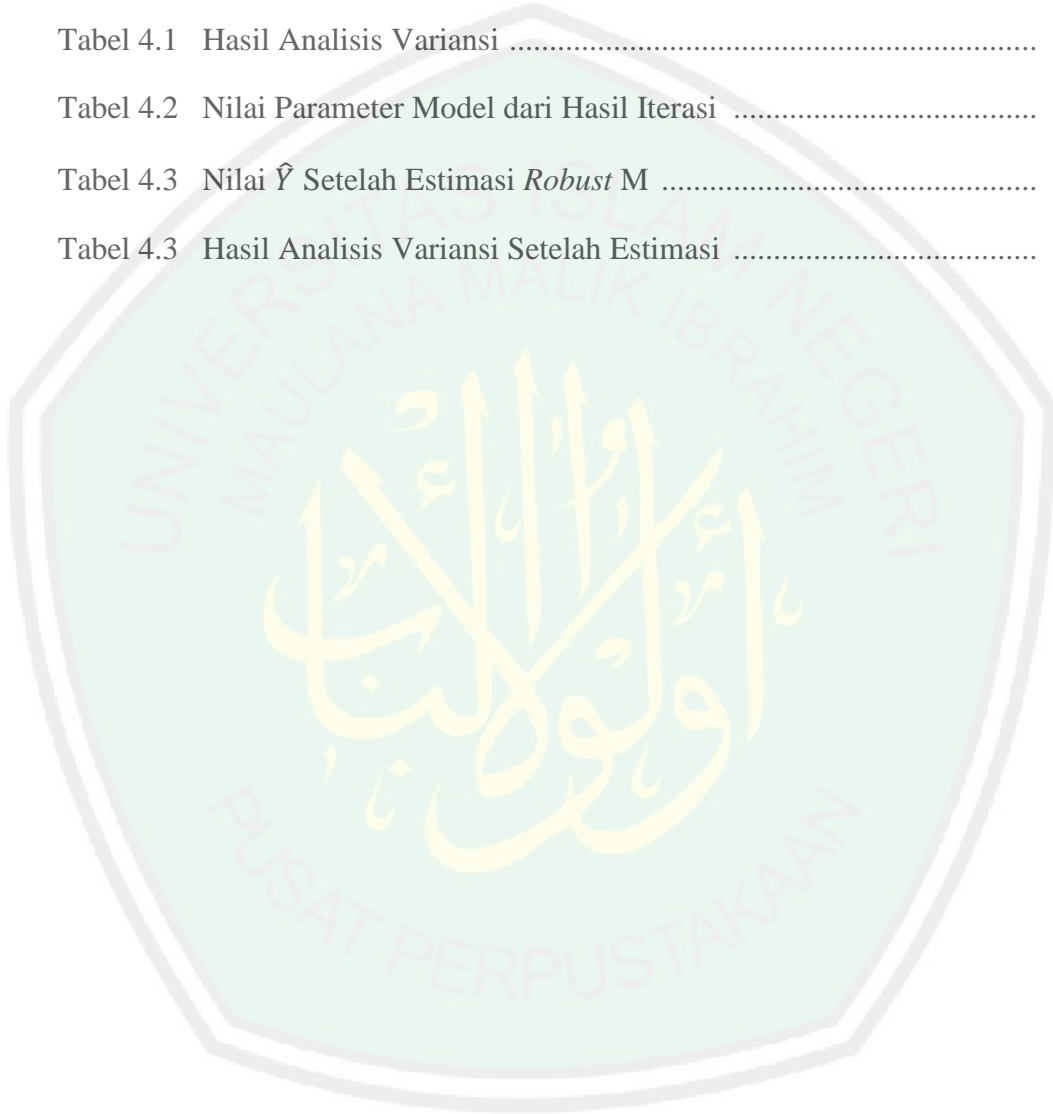 Tabel 4.1 Hasil Analisis Variansi .................................................................
Tabel 4.2 Nilai Parameter Model dari Hasil Iterasi .....................................
Tabel 4.3 Nilai Ŷ Setelah Estimasi Robust M ..............................................
Tabel 4.3 Hasil Analisis Variansi Setelah Estimasi .....................................
UNIVERSITAS ISLAM NEGERI
MAULANA MALIK IBRAHIM
أولوا الألباب
PUSAT PERPUSTAKAAN